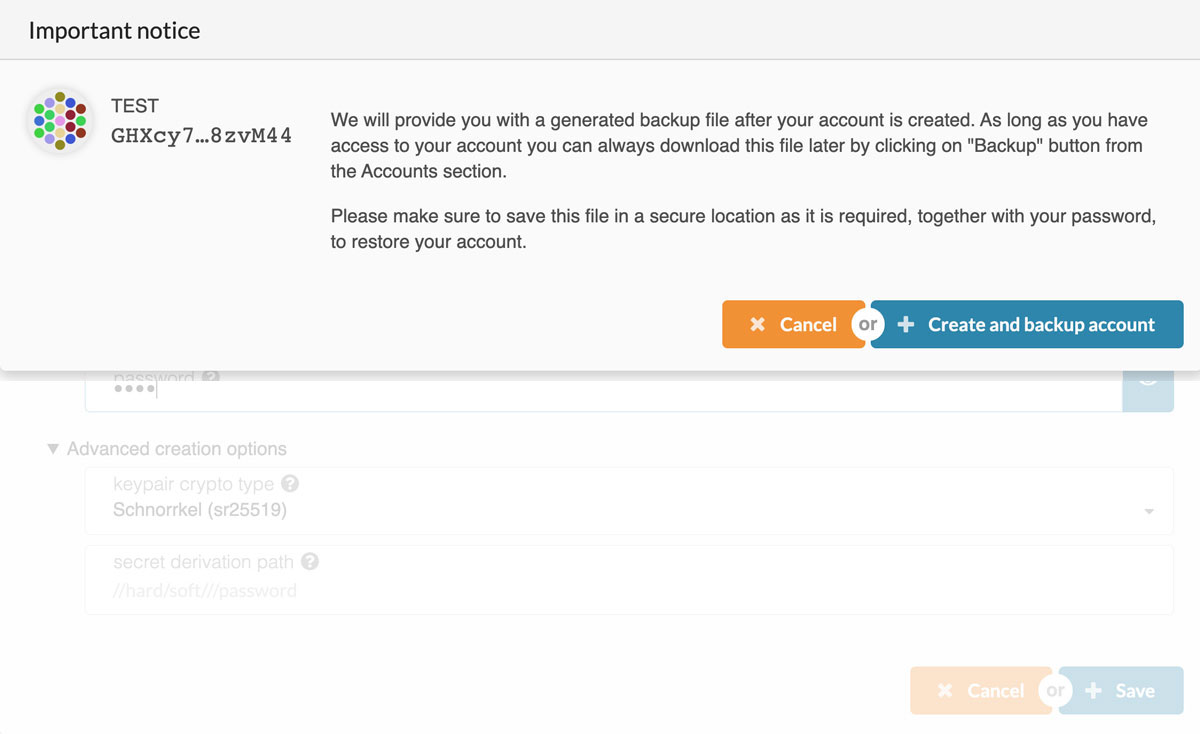 Important notice
TEST
GHXcy7…8zvM44
We will provide you with a generated backup file after your account is created. As long as you have
access to your account you can always download this file later by clicking on "Backup" button from
the Accounts section.
Please make sure to save this file in a secure location as it is required, together with your password,
to restore your account.
Cancel or + Create and backup account
password
Advanced creation options
keypair crypto type
Schnorrkel (sr25519)
secret derivation path
//hard/soft///password
Cancel or + Save